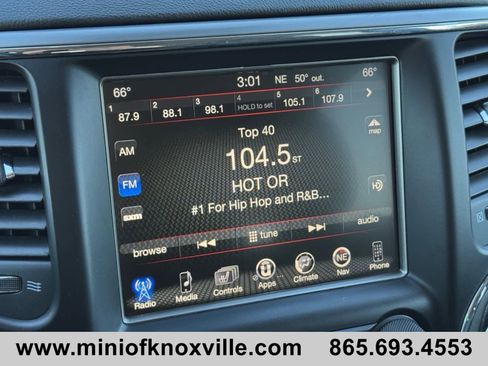 66° 3:01 NE 50° out. 66°
1 87.9 2 88.1 3 98.1 4 HOLD to set 5 105.1 6 107.9
Top 40
AM
104.5 ST
map
FM
HOT OR
#1 For Hip Hop and R&B...
sxm
browse tune audio
Radio Media Controls Apps Climate NE Nav Phone
www.miniofknoxville.com 865.693.4553